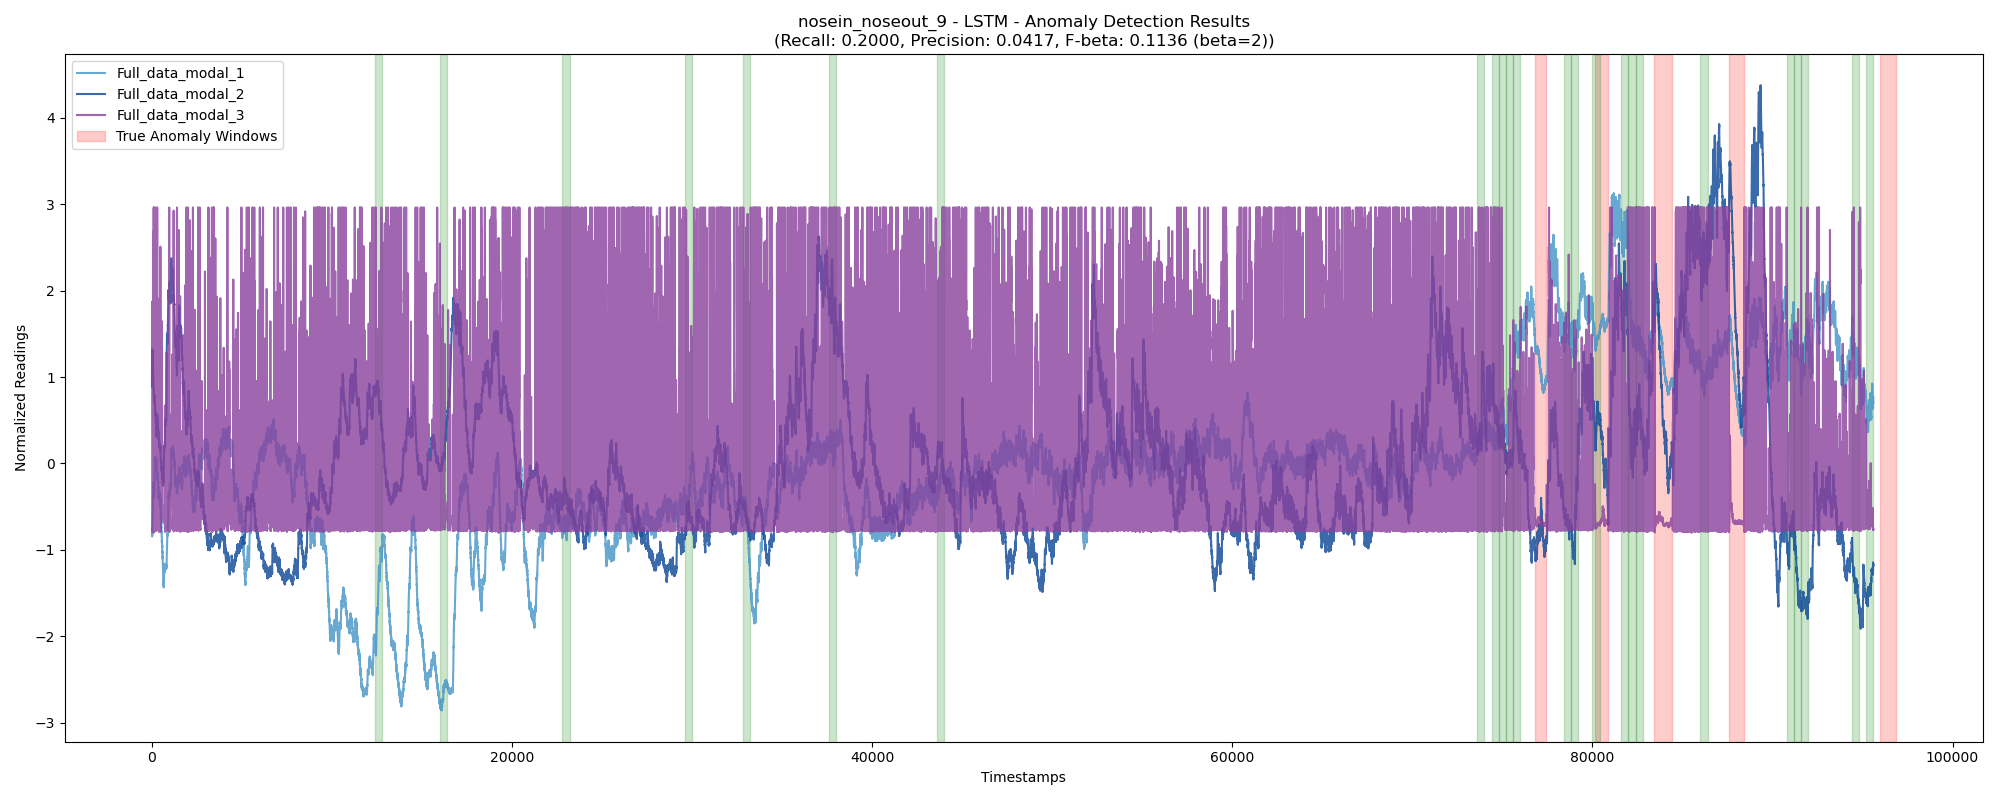 nosein_noseout_9 - LSTM - Anomaly Detection Results
(Recall: 0.2000, Precision: 0.0417, F-beta: 0.1136 (beta=2))
Full_data_modal_1
Full_data_modal_2
Full_data_modal_3
True Anomaly Windows
Normalized Readings
4
3
2
1
0
−1
−2
−3
0
20000
40000
60000
80000
100000
Timestamps